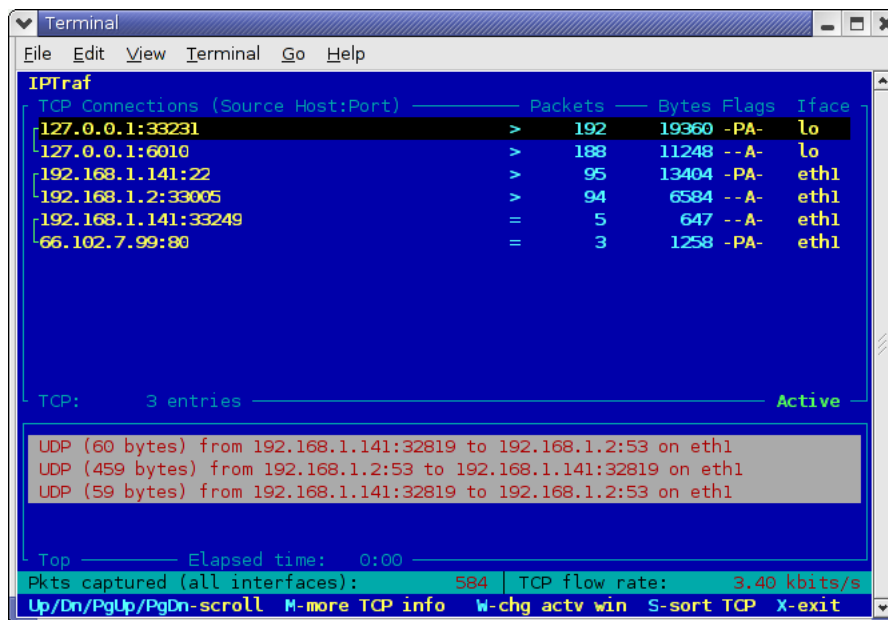 Terminal
File Edit View Terminal Go Help
IPTraf
TCP Connections (Source Host:Port) Packets Bytes Flags Iface
127.0.0.1:33231 > 192 19360 -PA- lo
127.0.0.1:6010 > 188 11248 --A- lo
192.168.1.141:22 > 95 13404 -PA- eth1
192.168.1.2:33005 > 94 6584 --A- eth1
192.168.1.141:33249 = 5 647 --A- eth1
66.102.7.99:80 = 3 1258 -PA- eth1
TCP: 3 entries Active
UDP (60 bytes) from 192.168.1.141:32819 to 192.168.1.2:53 on eth1
UDP (459 bytes) from 192.168.1.2:53 to 192.168.1.141:32819 on eth1
UDP (59 bytes) from 192.168.1.141:32819 to 192.168.1.2:53 on eth1
Top Elapsed time: 0:00
Pkts captured (all interfaces): 584 TCP flow rate: 3.40 kbits/s
Up/Dn/PgUp/PgDn-scroll M-more TCP info W-chg actv win S-sort TCP X-exit